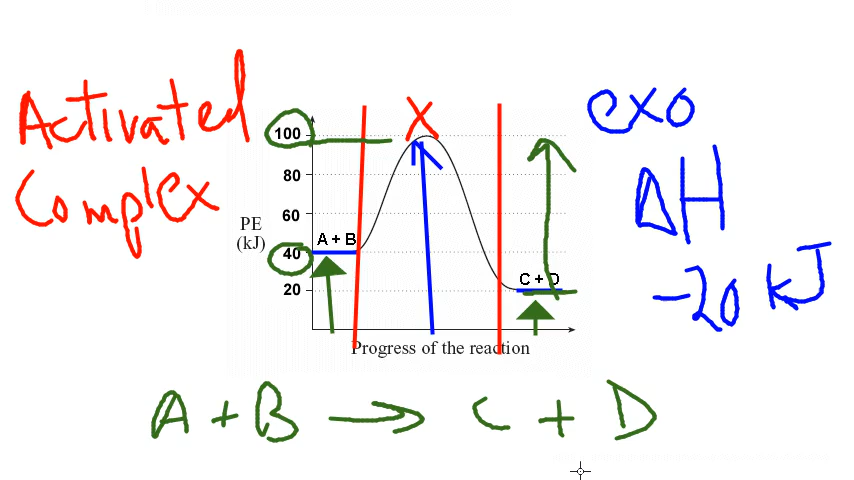 Activated
Complex
X
exo
ΔH
-20 kJ
PE
(kJ)
100
80
60
40
20
A + B
C + D
Progress of the reaction
A + B → C + D